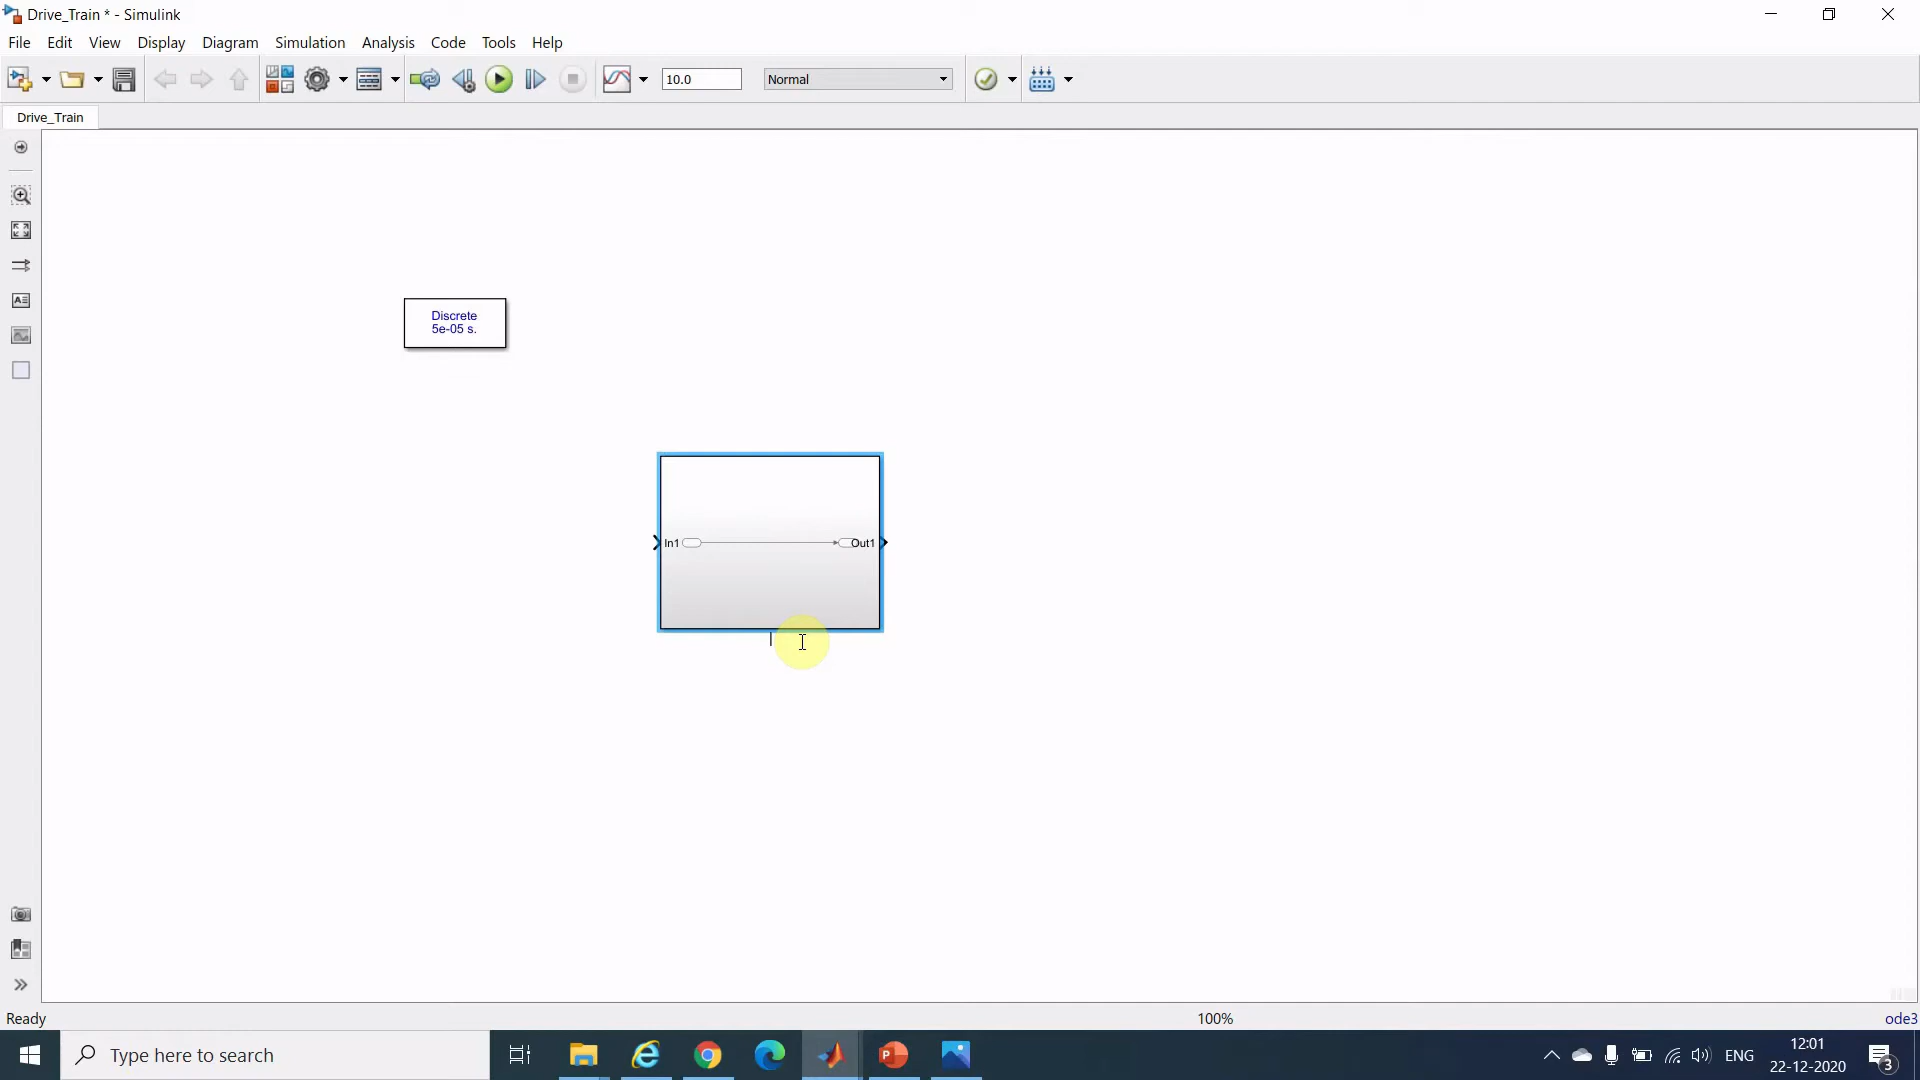 Drive_Train * - Simulink
File Edit View Display Diagram Simulation Analysis Code Tools Help
10.0 Normal
Drive_Train
Discrete
5e-05 s.
In1 Out1
Ready 100% ode3
Type here to search
ENG
12:01
22-12-2020
3